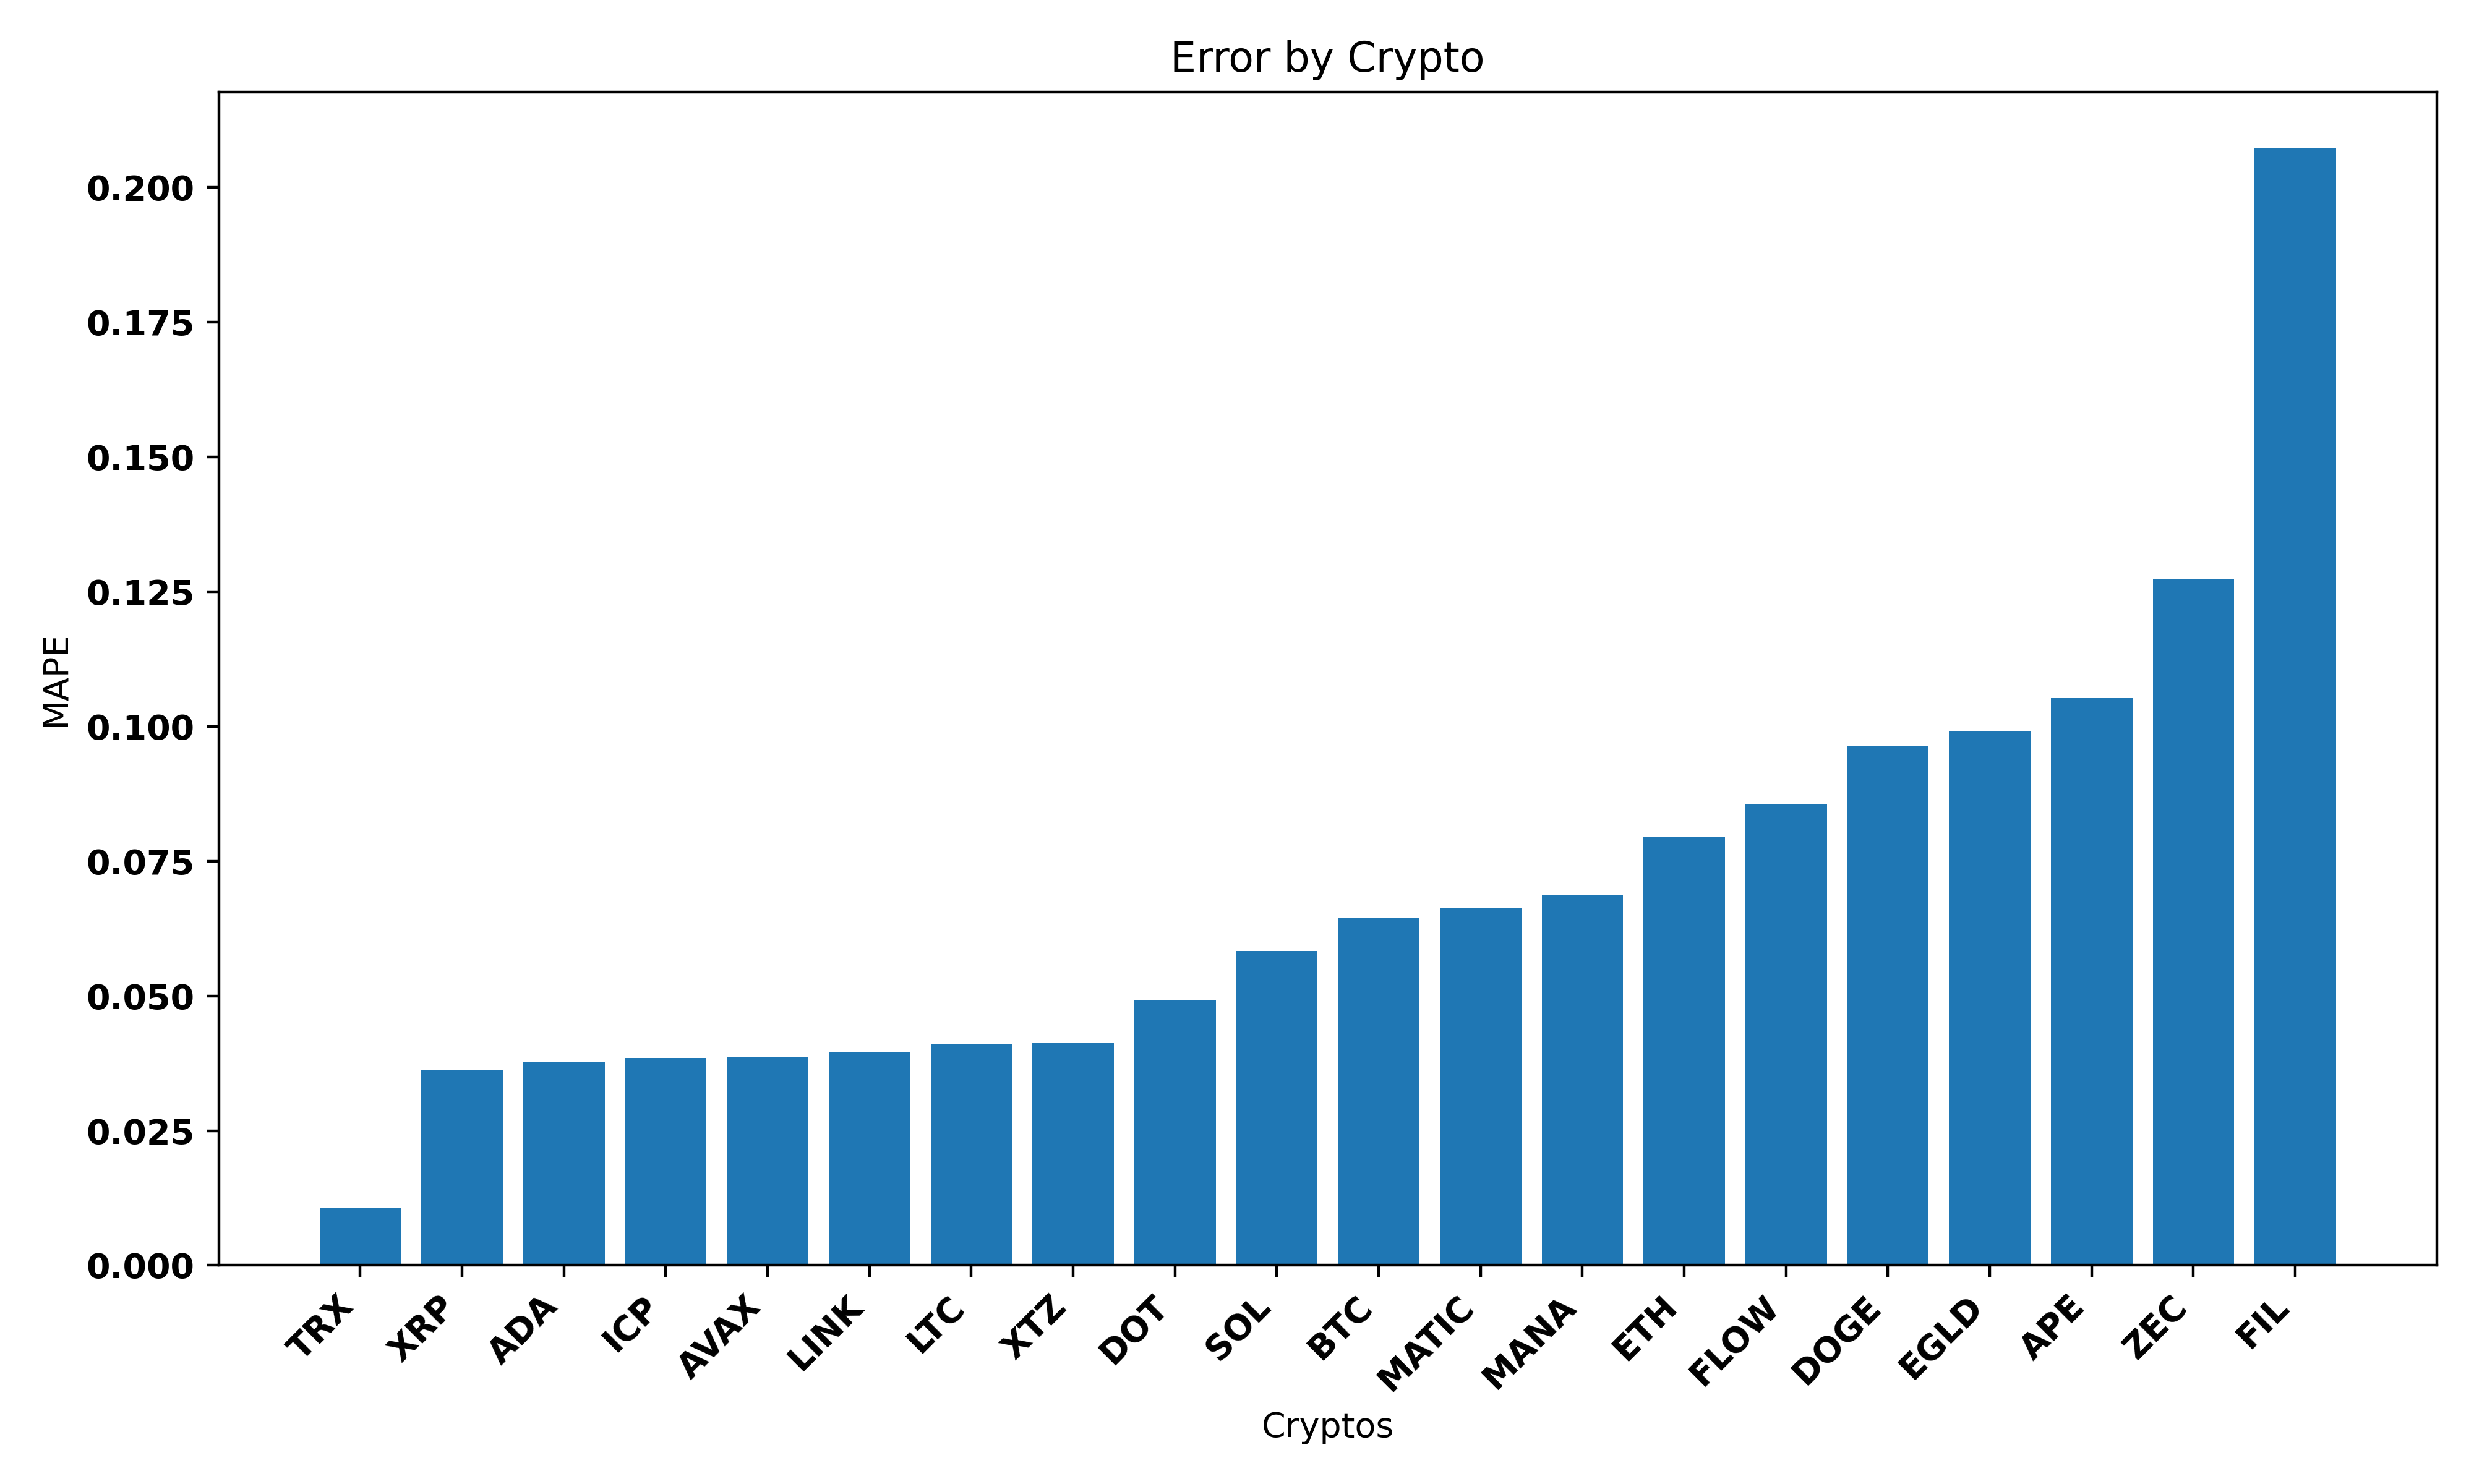 Error by Crypto
0.200
0.175
0.150
0.125
0.100
0.075
0.050
0.025
0.000
MAPE
TRX
XRP
ADA
ICP
AVAX
LINK
LTC
XTZ
DOT
SOL
BTC
MATIC
MANA
ETH
FLOW
DOGE
EGLD
APE
ZEC
FIL
Cryptos